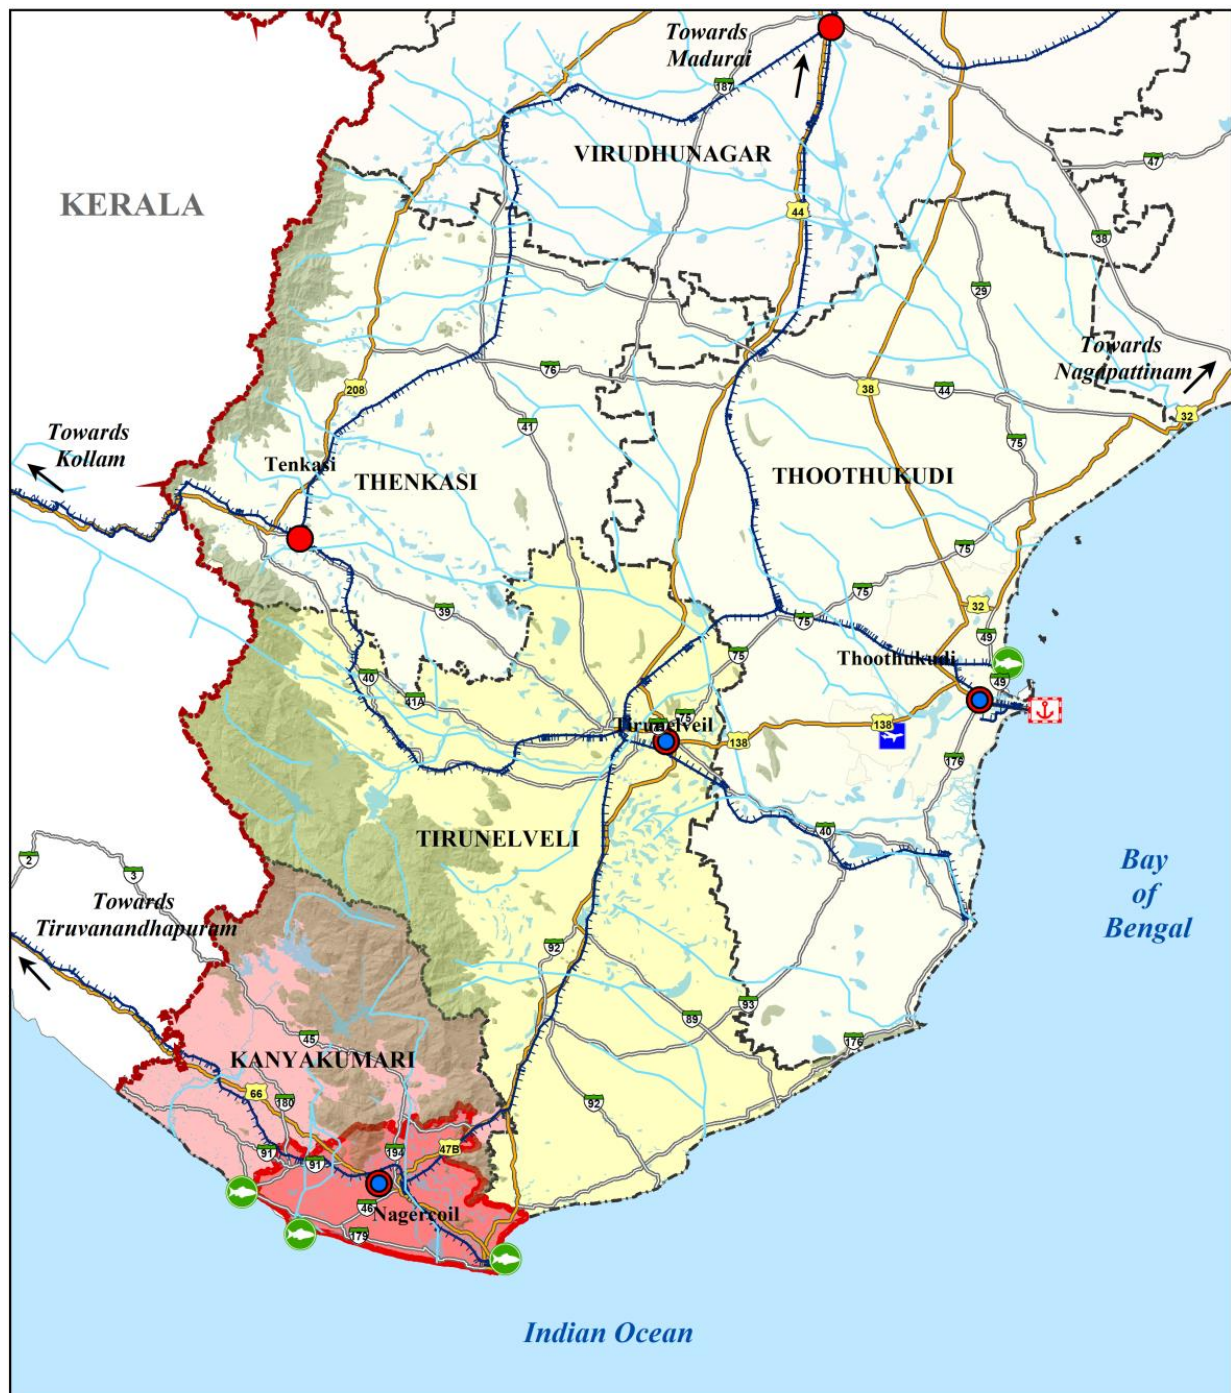 Towards
Madurai
187
VIRUDHUNAGAR
47
KERALA
44
38
29
Towards
Nagapattinam
76
208
38
44
32
41
75
Towards
Kollam
Tenkasi
THENKASI
THOOTHUKUDI
75
75
39
32
75
49
75
Thoothukudi
40
49
41A
75
Tirunelveil
138
138
176
TIRUNELVELI
40
2
3
Bay
of
Bengal
Towards
Tiruvanandhapuram
92
93
89
45
176
KANYAKUMARI
66
180
92
91
91
194
47B
46
Nagercoil
179
Indian Ocean